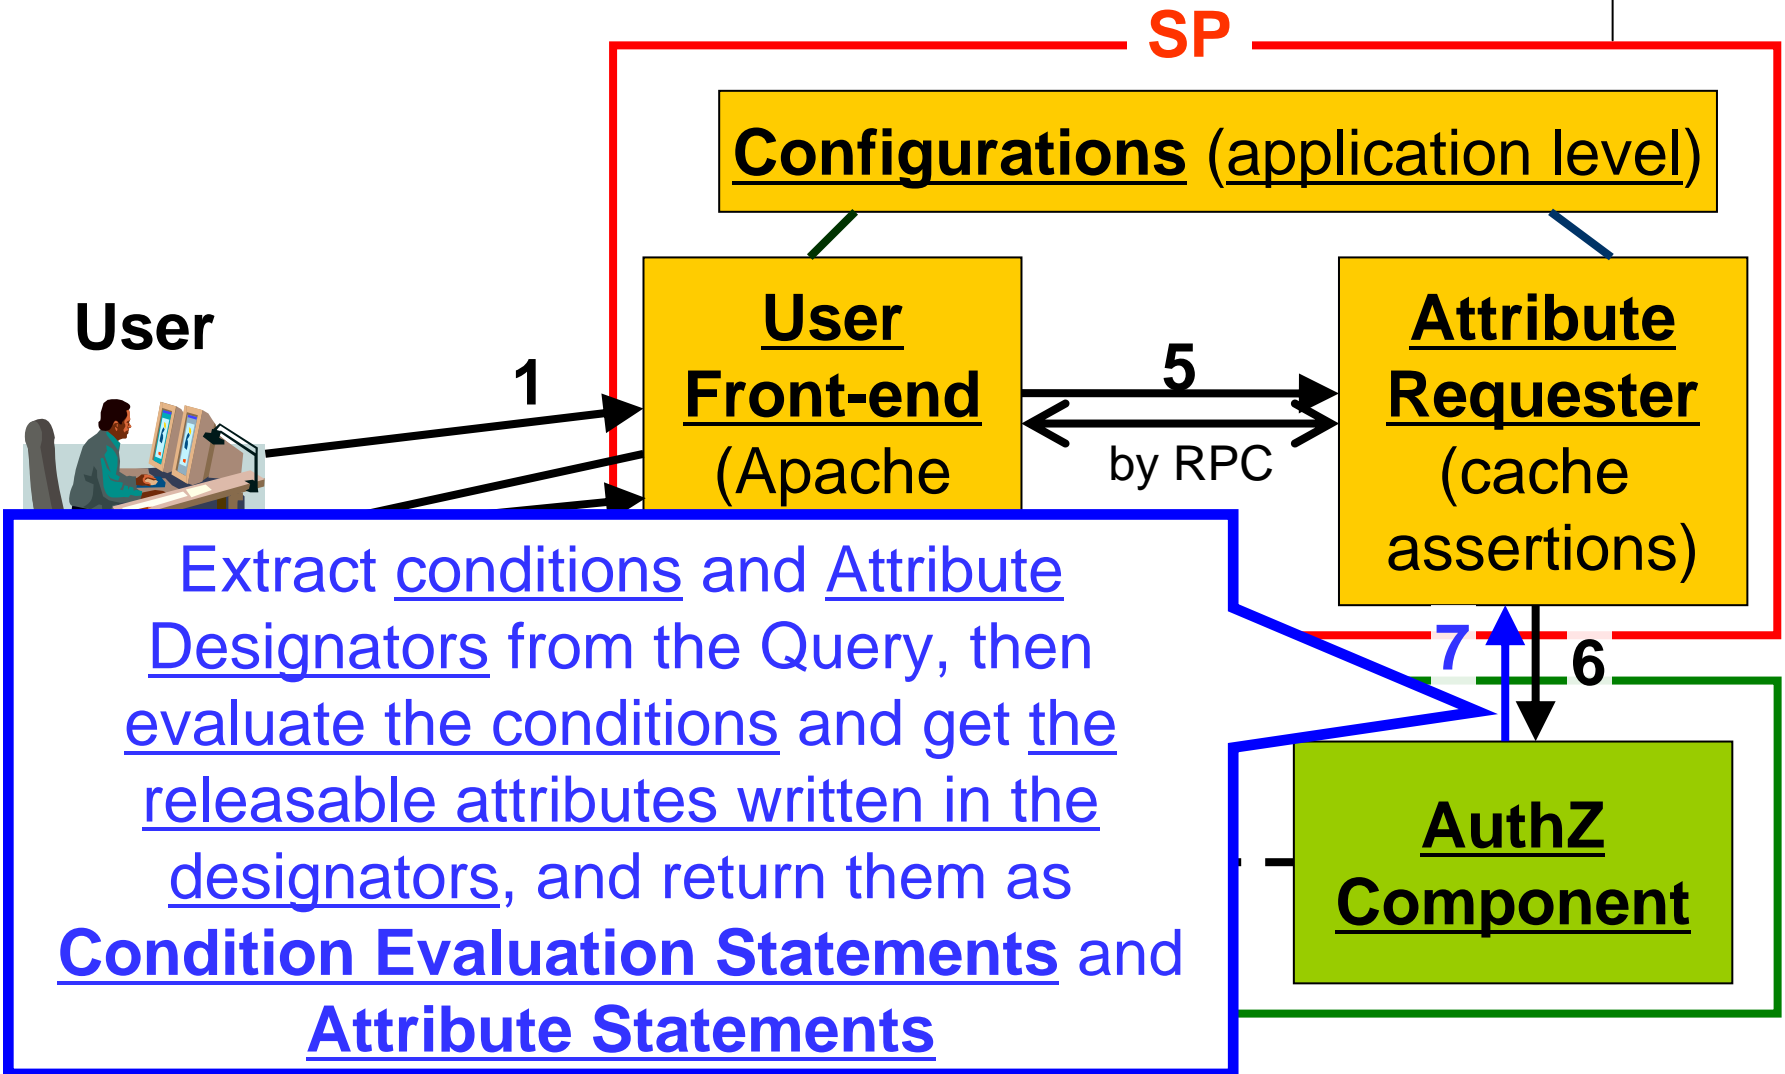 SP
Configurations (application level)
User
1
User
Front-end
(Apache
5
by RPC
Attribute
Requester
(cache
assertions)
7
6
Extract conditions and Attribute
Designators from the Query, then
evaluate the conditions and get the
releasable attributes written in the
designators, and return them as
Condition Evaluation Statements and
Attribute Statements
AuthZ
Component